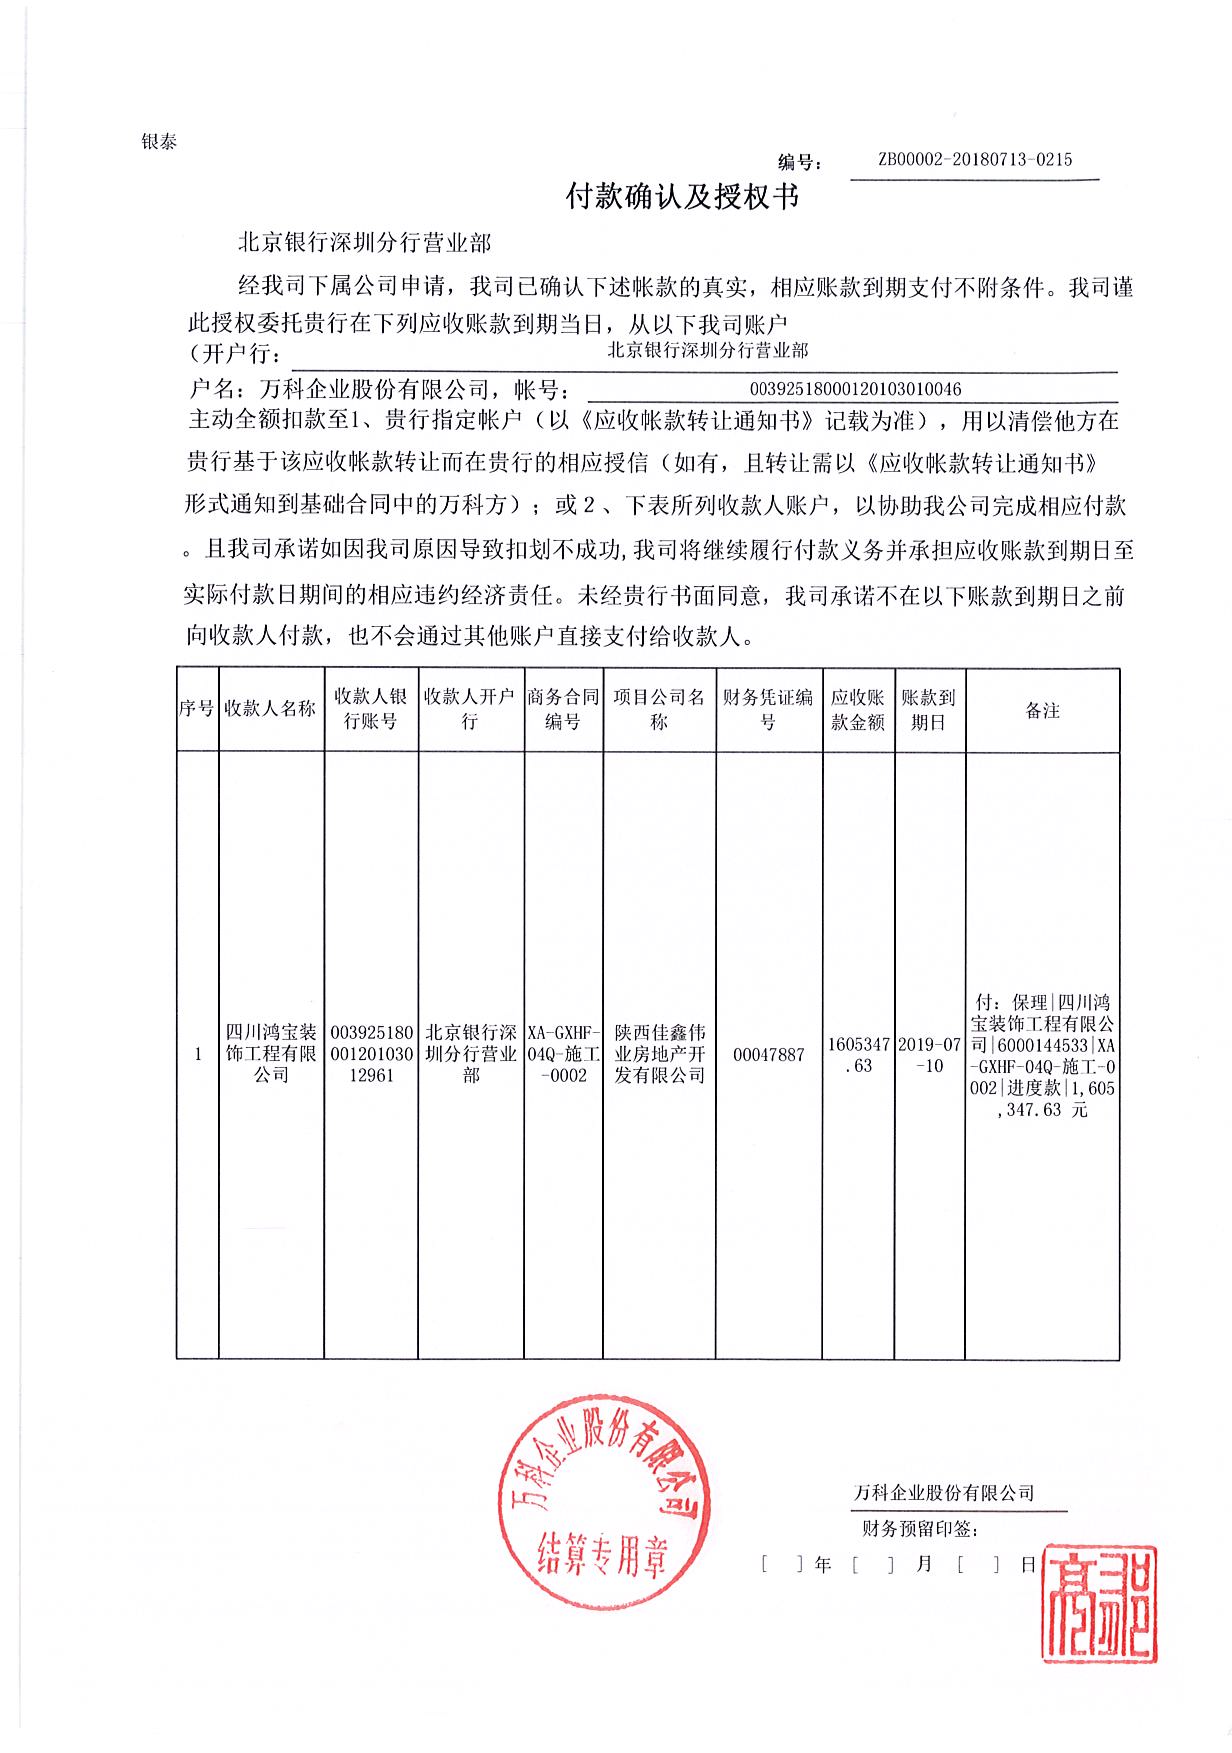 银泰
编号： ZB00002-20180713-0215
付款确认及授权书
北京银行深圳分行营业部
经我司下属公司申请，我司已确认下述帐款的真实，相应账款到期支付不附条件。我司谨
此授权委托贵行在下列应收账款到期当日，从以下我司账户
（开户行： 北京银行深圳分行营业部
户名：万科企业股份有限公司，帐号： 00392518000120103010046
主动全额扣款至1、贵行指定帐户（以《应收帐款转让通知书》记载为准），用以清偿他方在
贵行基于该应收帐款转让而在贵行的相应授信（如有，且转让需以《应收帐款转让通知书》
形式通知到基础合同中的万科方）；或２、下表所列收款人账户，以协助我公司完成相应付款
。且我司承诺如因我司原因导致扣划不成功,我司将继续履行付款义务并承担应收账款到期日至
实际付款日期间的相应违约经济责任。未经贵行书面同意，我司承诺不在以下账款到期日之前
向收款人付款，也不会通过其他账户直接支付给收款人。
序号
收款人名称
收款人银
行账号
收款人开户
行
商务合同
编号
项目公司名
称
财务凭证编
号
应收账
款金额
账款到
期日
备注
1
四川鸿宝装
饰工程有限
公司
003925180
001201030
12961
北京银行深
圳分行营业
部
XA-GXHF-
04Q-施工
-0002
陕西佳鑫伟
业房地产开
发有限公司
00047887
1605347
.63
2019-07
-10
付：保理|四川鸿
宝装饰工程有限公
司|6000144533|XA
-GXHF-04Q-施工-0
002|进度款|1,605
,347.63 元
万科企业股份有限公司
结算专用章
万科企业股份有限公司
财务预留印签：
[ ]年 [ ] 月 [ ] 日